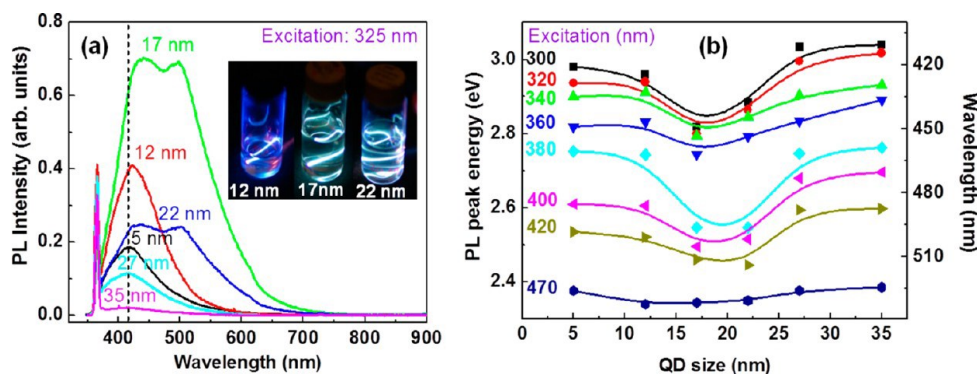 (a)
Excitation: 325 nm
17 nm
12 nm
22 nm
5 nm
27 nm
35 nm
12 nm 17nm 22 nm
0.8
0.6
0.4
0.2
0.0
PL Intensity (arb. units)
400 500 600 700 800 900
Wavelength (nm)
Excitation (nm)
(b)
300
320
340
360
380
400
420
470
3.0
2.8
2.6
2.4
PL peak energy (eV)
420
450
480
510
Wavelength (nm)
0 5 10 15 20 25 30 35
QD size (nm)